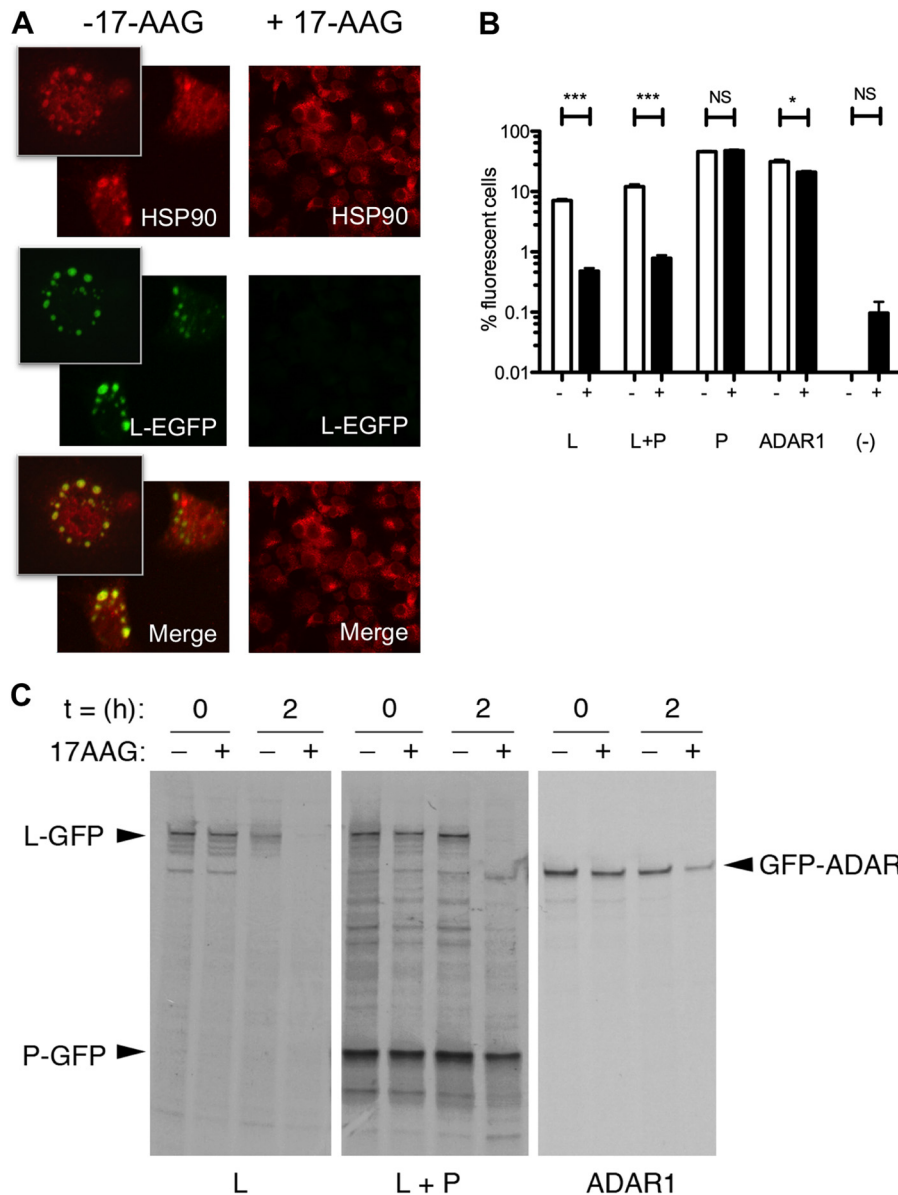 A
-17-AAG + 17-AAG
HSP90 HSP90
L-EGFP L-EGFP
Merge Merge
B
*** *** NS * NS
% fluorescent cells
100
10
1
0.1
0.01
- + - + - + - + - +
L L+P P ADAR1 (-)
C
t = (h): 0 2 0 2 0 2
17AAG: – + – + – + – + – + – +
L-GFP
GFP-ADAR
P-GFP
L L + P ADAR1